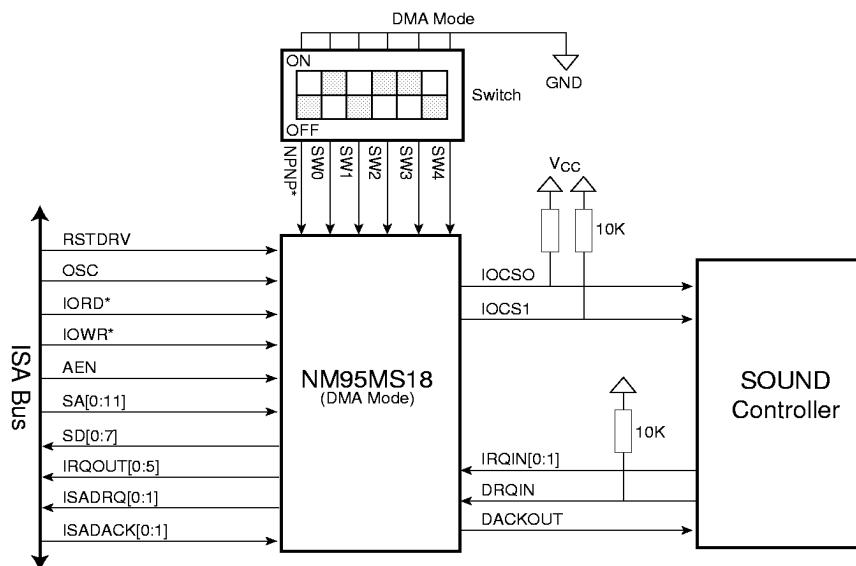 DMA Mode
ON
OFF
Switch
GND
NPNP*
SW0
SW1
SW2
SW3
SW4
VCC
10K
ISA Bus
RSTDRV
OSC
IORD*
IOWR*
AEN
SA[0:11]
SD[0:7]
IRQOUT[0:5]
ISADRQ[0:1]
ISADACK[0:1]
NM95MS18
(DMA Mode)
IOCSO
IOCS1
10K
IRQIN[0:1]
DRQIN
DACKOUT
SOUND
Controller